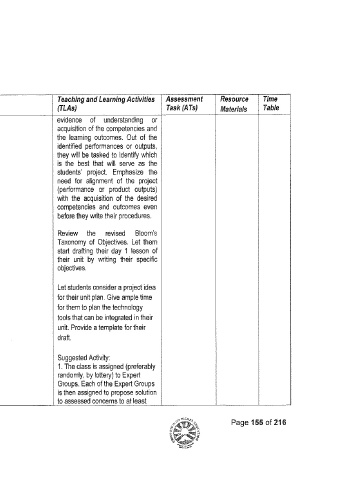 Teaching and Learning Activities
(TLAs)
Assessment
Task (ATs)
Resource
Materials
Time
Table
evidence of understanding or
acquisition of the competencies and
the learning outcomes. Out of the
identified performances or outputs,
they will be tasked to identify which
is the best that will serve as the
students' project. Emphasize the
need for alignment of the project
(performance or product outputs)
with the acquisition of the desired
competencies and outcomes even
before they write their procedures.
Review the revised Bloom's
Taxonomy of Objectives. Let them
start drafting their day 1 lesson of
their unit by writing their specific
objectives.
Let students consider a project idea
for their unit plan. Give ample time
for them to plan the technology
tools that can be integrated in their
unit. Provide a template for their
draft.
Suggested Activity:
1. The class is assigned (preferably
randomly, by lottery) to Expert
Groups. Each of the Expert Groups
is then assigned to propose solution
to assessed concerns to at least
Page 155 of 216